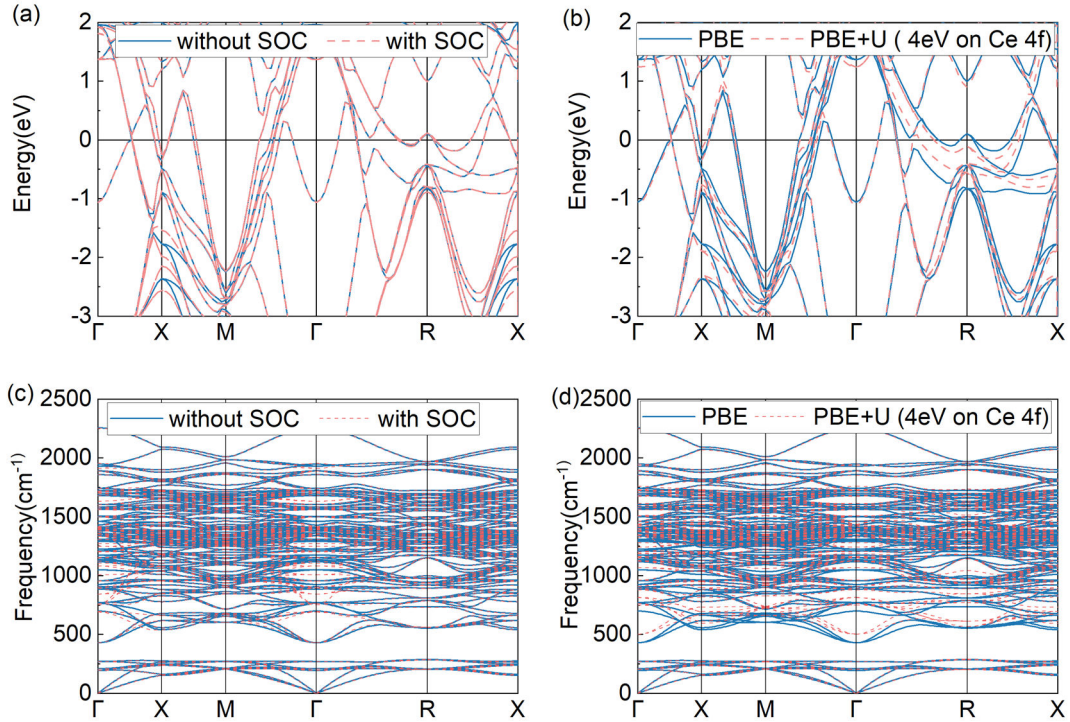 (a)
2
without SOC with SOC
1
0
-1
-2
-3
Energy(eV)
Γ X M Γ R X
(b)
2
PBE PBE+U ( 4eV on Ce 4f)
1
0
-1
-2
-3
Energy(eV)
Γ X M Γ R X
(c)
2500
without SOC with SOC
2000
1500
1000
500
0
Frequency(cm⁻¹)
Γ X M Γ R X
(d)
2500
PBE PBE+U (4eV on Ce 4f)
2000
1500
1000
500
0
Frequency(cm⁻¹)
Γ X M Γ R X